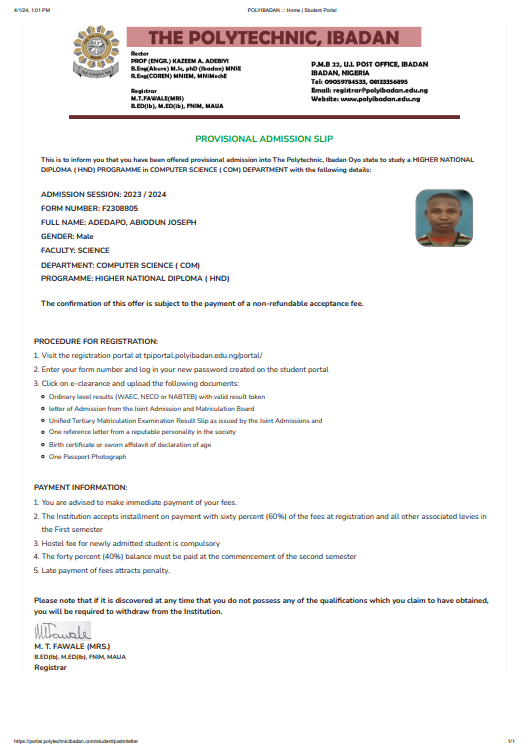 4/1/24, 1:01 PM
POLYIBADAN .:: Home | Student Portal
THE POLYTECHNIC, IBADAN
Rector
PROF (ENGR.) KAZEEM A. ADEBIYI
B.Eng(Akure) M.Sc, phD (Ibadan) MNSE
R.Eng(COREN) MNIEM, MNIMechE
Registrar
M.T.FAWALE(MRS)
B.ED(Ib), M.ED(Ib), FNIM, MAUA
P.M.B 22, U.I. POST OFFICE, IBADAN
IBADAN, NIGERIA
Tel: 09059784533, 08133356895
Email: registrar@polyibadan.edu.ng
Website: www.polyibadan.edu.ng
PROVISIONAL ADMISSION SLIP
This is to inform you that you have been offered provisional admission into The Polytechnic, Ibadan Oyo state to study a HIGHER NATIONAL
DIPLOMA ( HND) PROGRAMME in COMPUTER SCIENCE ( COM) DEPARTMENT with the following details:
ADMISSION SESSION: 2023 / 2024
FORM NUMBER: F2308805
FULL NAME: ADEDAPO, ABIODUN JOSEPH
GENDER: Male
FACULTY: SCIENCE
DEPARTMENT: COMPUTER SCIENCE ( COM)
PROGRAMME: HIGHER NATIONAL DIPLOMA ( HND)
The confirmation of this offer is subject to the payment of a non-refundable acceptance fee.
PROCEDURE FOR REGISTRATION:
1. Visit the registration portal at tpiportal.polyibadan.edu.ng/portal/
2. Enter your form number and log in your new password created on the student portal
3. Click on e-clearance and upload the following documents:
Ordinary level results (WAEC, NECO or NABTEB) with valid result token
letter of Admission from the Joint Admission and Matriculation Board
Unified Tertiary Matriculation Examination Result Slip as issued by the Joint Admissions and
One reference letter from a reputable personality in the society
Birth certificate or sworn affidavit of declaration of age
One Passport Photograph
PAYMENT INFORMATION:
1. You are advised to make immediate payment of your fees.
2. The Institution accepts installment on payment with sixty percent (60%) of the fees at registration and all other associated levies in
the First semester
3. Hostel fee for newly admitted student is compulsory
4. The forty percent (40%) balance must be paid at the commencement of the second semester
5. Late payment of fees attracts penalty.
Please note that if it is discovered at any time that you do not possess any of the qualifications which you claim to have obtained,
you will be required to withdraw from the Institution.
MTFawale
M. T. FAWALE (MRS.)
B.ED(Ib), M.ED(Ib), FNIM, MAUA
Registrar
https://portal.polytechnicibadan.com/student/padmletter
1/1